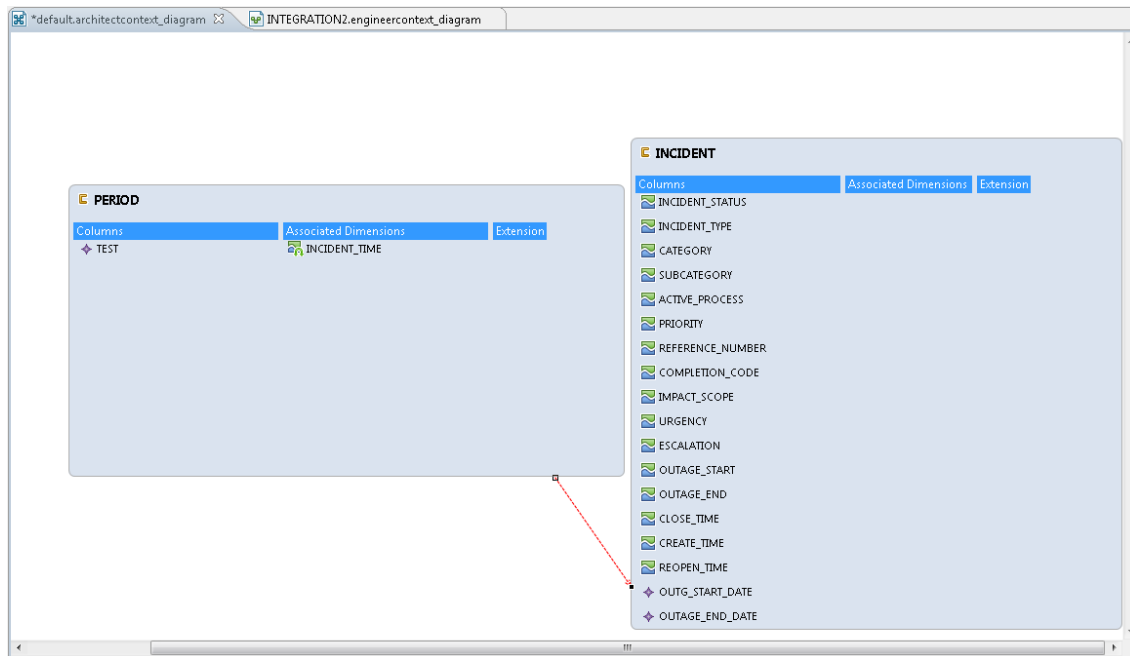 *default.architectcontext_diagram
INTEGRATION2.engineercontext_diagram
PERIOD
Columns Associated Dimensions Extension
TEST INCIDENT_TIME
INCIDENT
Columns Associated Dimensions Extension
INCIDENT_STATUS
INCIDENT_TYPE
CATEGORY
SUBCATEGORY
ACTIVE_PROCESS
PRIORITY
REFERENCE_NUMBER
COMPLETION_CODE
IMPACT_SCOPE
URGENCY
ESCALATION
OUTAGE_START
OUTAGE_END
CLOSE_TIME
CREATE_TIME
REOPEN_TIME
OUTG_START_DATE
OUTAGE_END_DATE